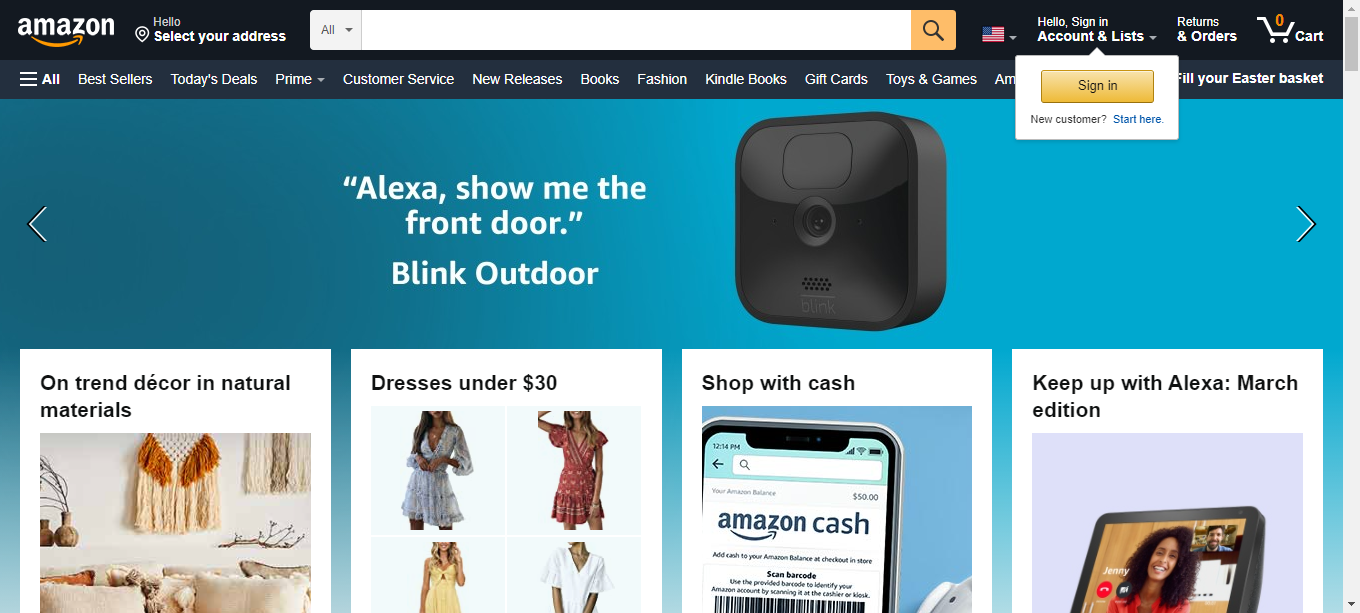 amazon
Hello
Select your address
All
Hello, Sign in
Account & Lists
Returns
& Orders
0
Cart
All
Best Sellers
Today's Deals
Prime
Customer Service
New Releases
Books
Fashion
Kindle Books
Gift Cards
Toys & Games
Am
Fill your Easter basket
Sign in
New customer? Start here.
“Alexa, show me the
front door.”
Blink Outdoor
blink
On trend décor in natural
materials
Dresses under $30
Shop with cash
Keep up with Alexa: March
edition
12:14 PM
Your Amazon Balance
$50.00
amazon cash
Add cash to your Amazon Balance at checkout in store
Scan barcode
Use the provided barcode to identify your
Amazon account by scanning it at the cashier or kiosk.
Jenny